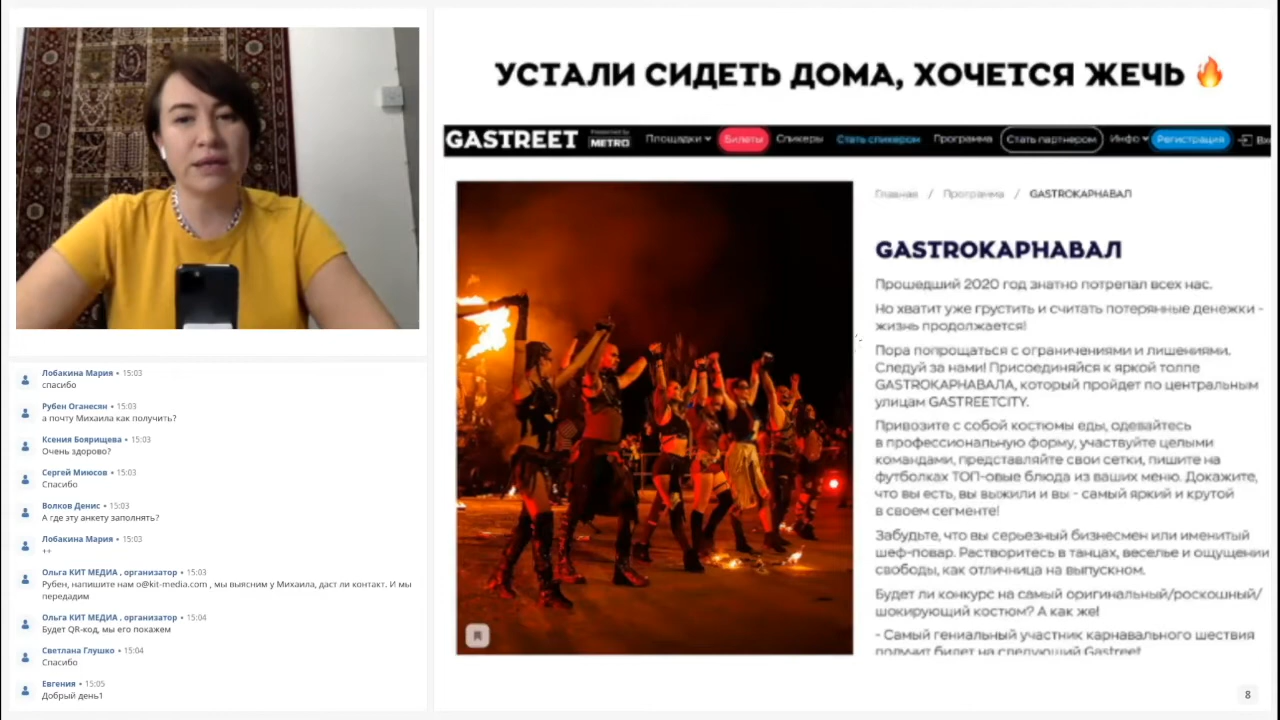 Лобакина Мария • 15:03
спасибо
Рубен Оганесян • 15:03
а почту Михаила как получить?
Ксения Боярищева • 15:03
Очень здорово?
Сергей Миюсов • 15:03
Спасибо
Волков Денис • 15:03
А где эту анкету заполнять?
Лобакина Мария • 15:03
++
Ольга КИТ МЕДИА , организатор • 15:03
Рубен, напишите нам o@kit-media.com , мы выясним у Михаила, даст ли контакт. И мы
передадим
Ольга КИТ МЕДИА , организатор • 15:04
Будет QR-код, мы его покажем
Светлана Глушко • 15:04
Спасибо
Евгения • 15:05
Добрый день1
УСТАЛИ СИДЕТЬ ДОМА, ХОЧЕТСЯ ЖЕЧЬ 🔥
GASTREET Presented by METRO Площадки Билеты Спикеры Стать спикером Программа Стать партнером Инфо Регистрация
Главная / Программа / GASTROКАРНАВАЛ
GASTROКАРНАВАЛ
Прошедший 2020 год знатно потрепал всех нас.
Но хватит уже грустить и считать потерянные денежки -
жизнь продолжается!
Пора попрощаться с ограничениями и лишениями.
Следуй за нами! Присоединяйся к яркой толпе
GASTROКАРНАВАЛА, который пройдет по центральным
улицам GASTREETCITY.
Привозите с собой костюмы еды, одевайтесь
в профессиональную форму, участвуйте целыми
командами, представляйте свои сетки, пишите на
футболках ТОП-овые блюда из ваших меню. Докажите,
что вы есть, вы выжили и вы - самый яркий и крутой
в своем сегменте!
Забудьте, что вы серьезный бизнесмен или именитый
шеф-повар. Растворитесь в танцах, веселье и ощущении
свободы, как отличница на выпускном.
Будет ли конкурс на самый оригинальный/роскошный/
шокирующий костюм? А как же!
- Самый гениальный участник карнавального шествия
получит билет на следующий Gastreet
8